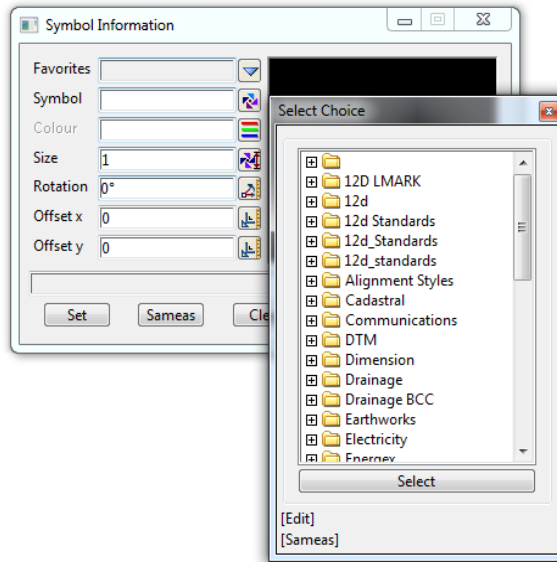 Symbol Information
Favorites
Symbol
Colour
Size 1
Rotation 0°
Offset x 0
Offset y 0
Set Sameas Cle
Select Choice
12D LMARK
12d
12d Standards
12d_Standards
12d_standards
Alignment Styles
Cadastral
Communications
DTM
Dimension
Drainage
Drainage BCC
Earthworks
Electricity
Energex
Select
[Edit]
[Sameas]